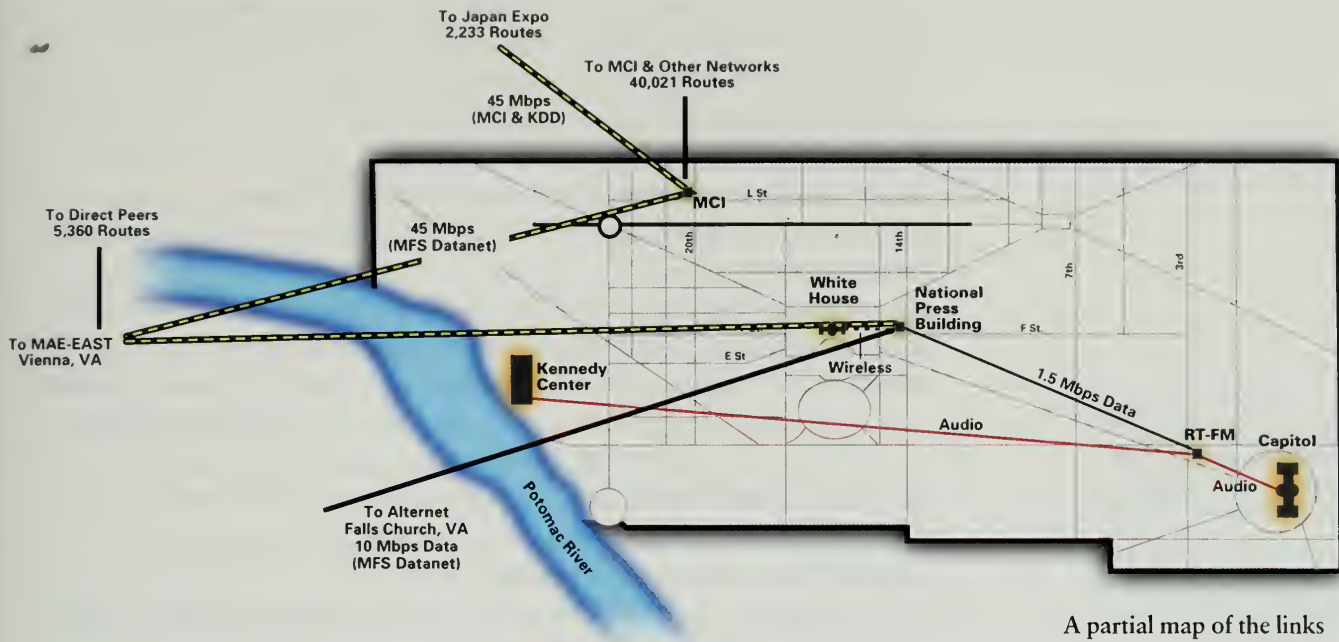 To Japan Expo
2,233 Routes
To MCI & Other Networks
40,021 Routes
45 Mbps
(MCI & KDD)
L St
MCI
To Direct Peers
5,360 Routes
45 Mbps
(MFS Datanet)
20th
14th
7th
3rd
White
House
National
Press
Building
F St.
To MAE-EAST
Vienna, VA
E St
Wireless
Kennedy
Center
1.5 Mbps Data
Audio
RT-FM
Capitol
Audio
To Alternet
Falls Church, VA
10 Mbps Data
(MFS Datanet)
Potomac River
A partial map of the links